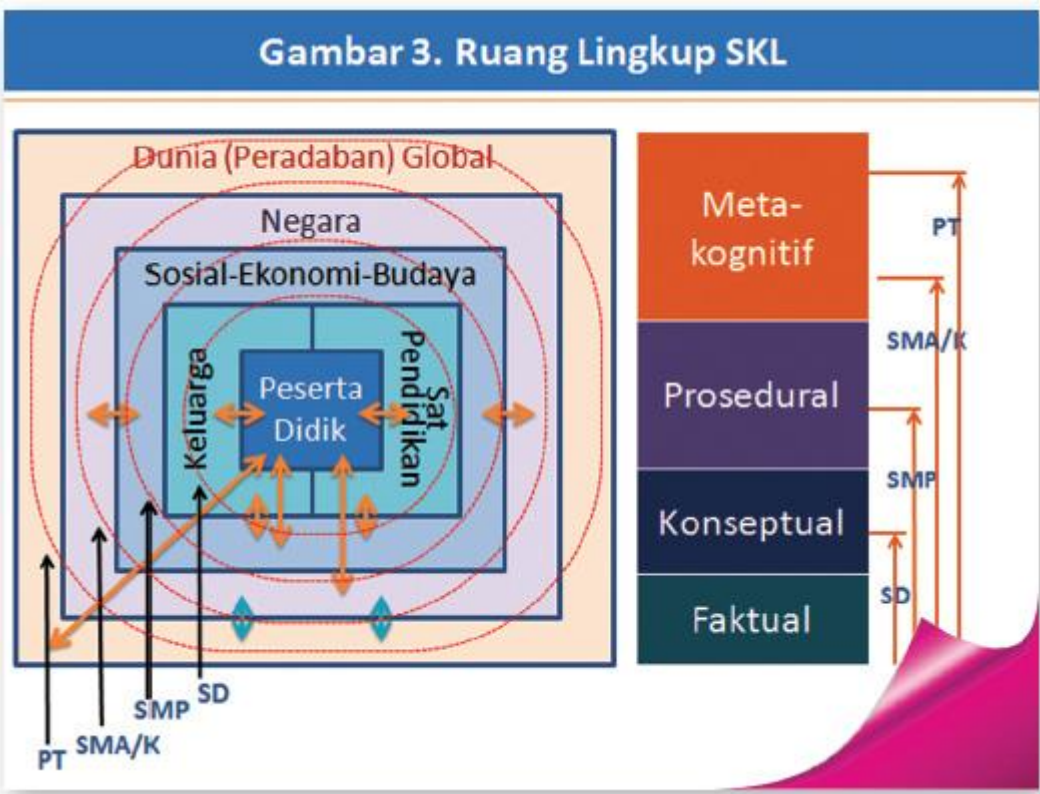 Gambar 3. Ruang Lingkup SKL
Dunia (Peradaban) Global
Negara
Sosial-Ekonomi-Budaya
Keluarga
Peserta
Didik
Sat
Pendidikan
PT
SMA/K
SMP
SD
Meta-
kognitif
Prosedural
Konseptual
Faktual
PT
SMA/K
SMP
SD